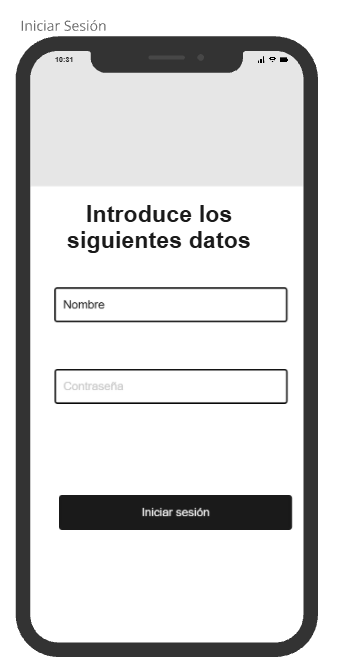 Iniciar Sesión
10:31
Introduce los
siguientes datos
Nombre
Contraseña
Iniciar sesión